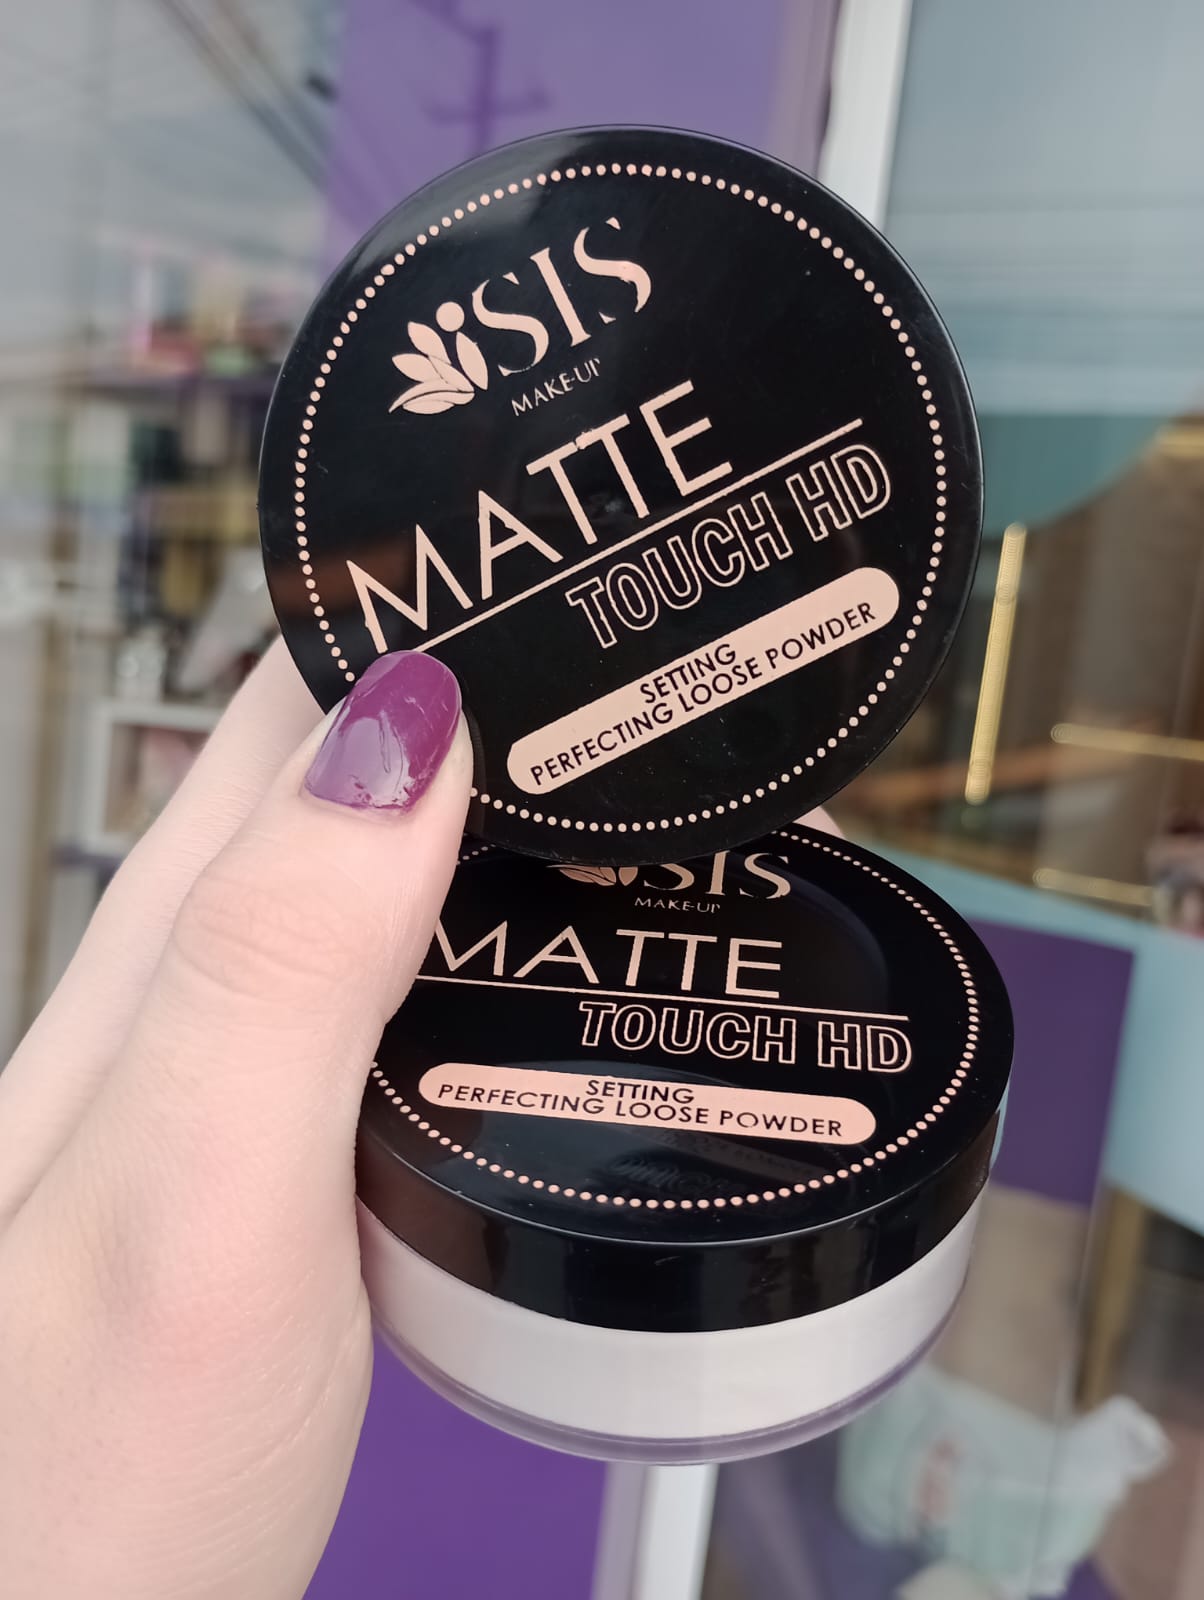 ISIS
MAKE-UP
MATTE
TOUCH HD
SETTING
PERFECTING LOOSE POWDER
ISIS
MAKE-UP
MATTE
TOUCH HD
SETTING
PERFECTING LOOSE POWDER